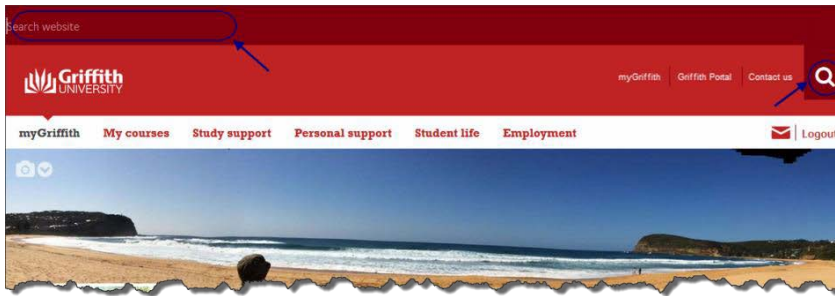 Search website
Griffith
UNIVERSITY
myGriffith Griffith Portal Contact us
myGriffith My courses Study support Personal support Student life Employment Logout